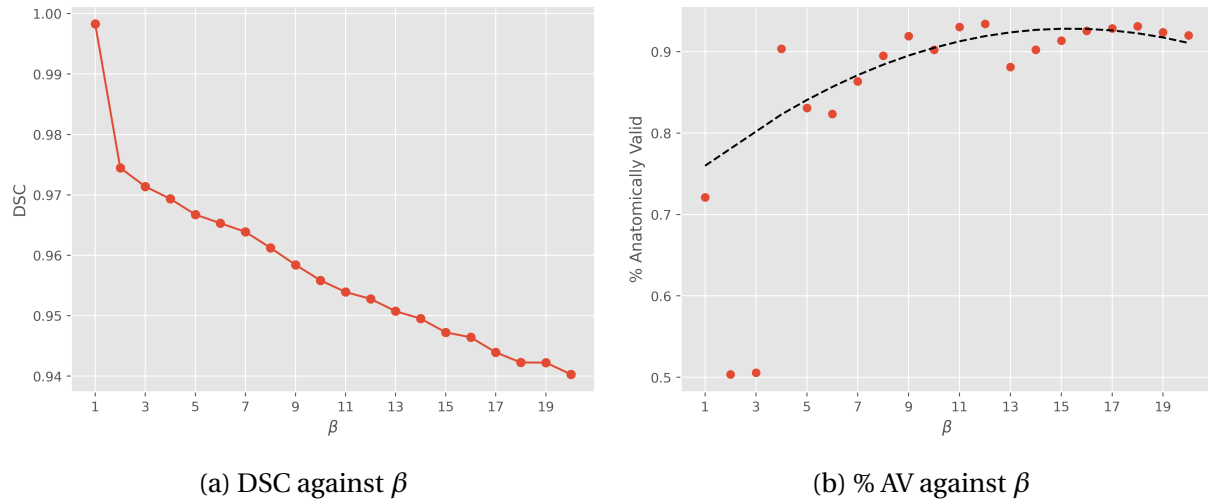 1.00
0.99
0.98
0.97
0.96
0.95
0.94
DSC
1 3 5 7 9 11 13 15 17 19
β
(a) DSC against β
0.9
0.8
0.7
0.6
0.5
% Anatomically Valid
1 3 5 7 9 11 13 15 17 19
β
(b) % AV against β